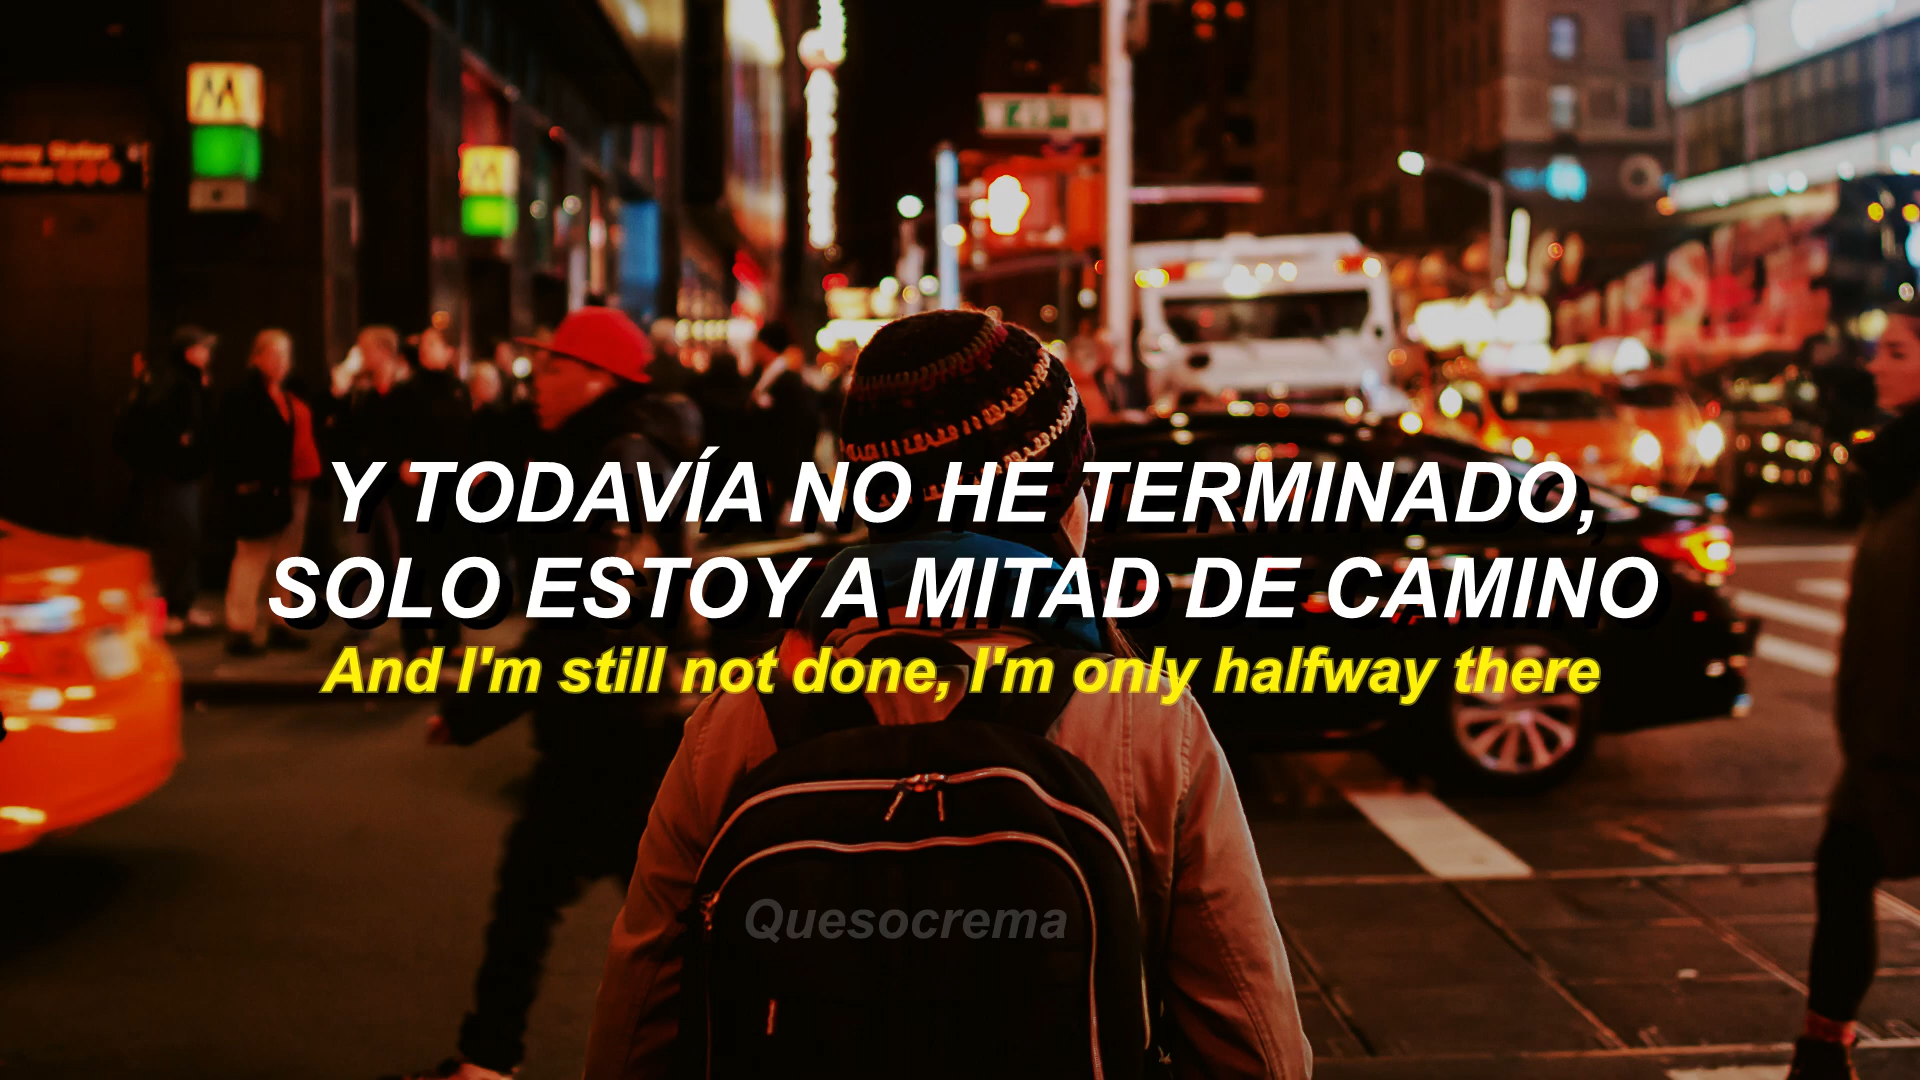 Y TODAVÍA NO HE TERMINADO,
SOLO ESTOY A MITAD DE CAMINO
And I'm still not done, I'm only halfway there
Quesocrema